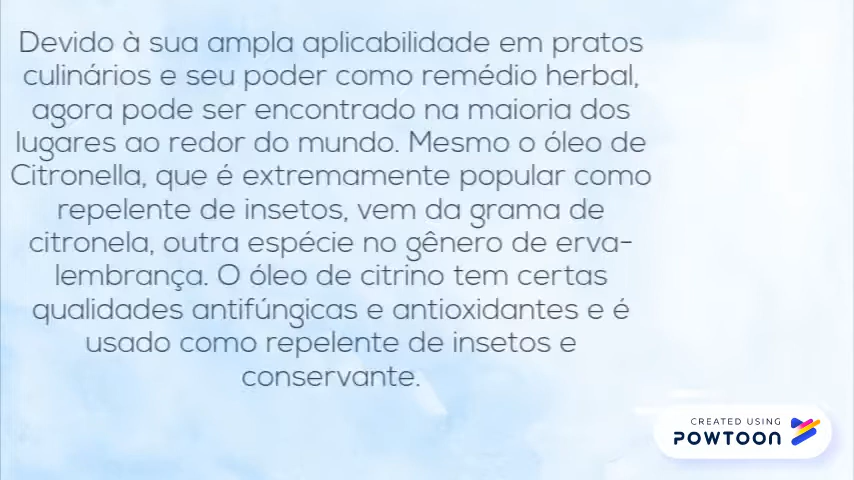 Devido à sua ampla aplicabilidade em pratos
culinários e seu poder como remédio herbal,
agora pode ser encontrado na maioria dos
lugares ao redor do mundo. Mesmo o óleo de
Citronella, que é extremamente popular como
repelente de insetos, vem da grama de
citronela, outra espécie no gênero de erva-
lembrança. O óleo de citrino tem certas
qualidades antifúngicas e antioxidantes e é
usado como repelente de insetos e
conservante.
CREATED USING
POWTOON